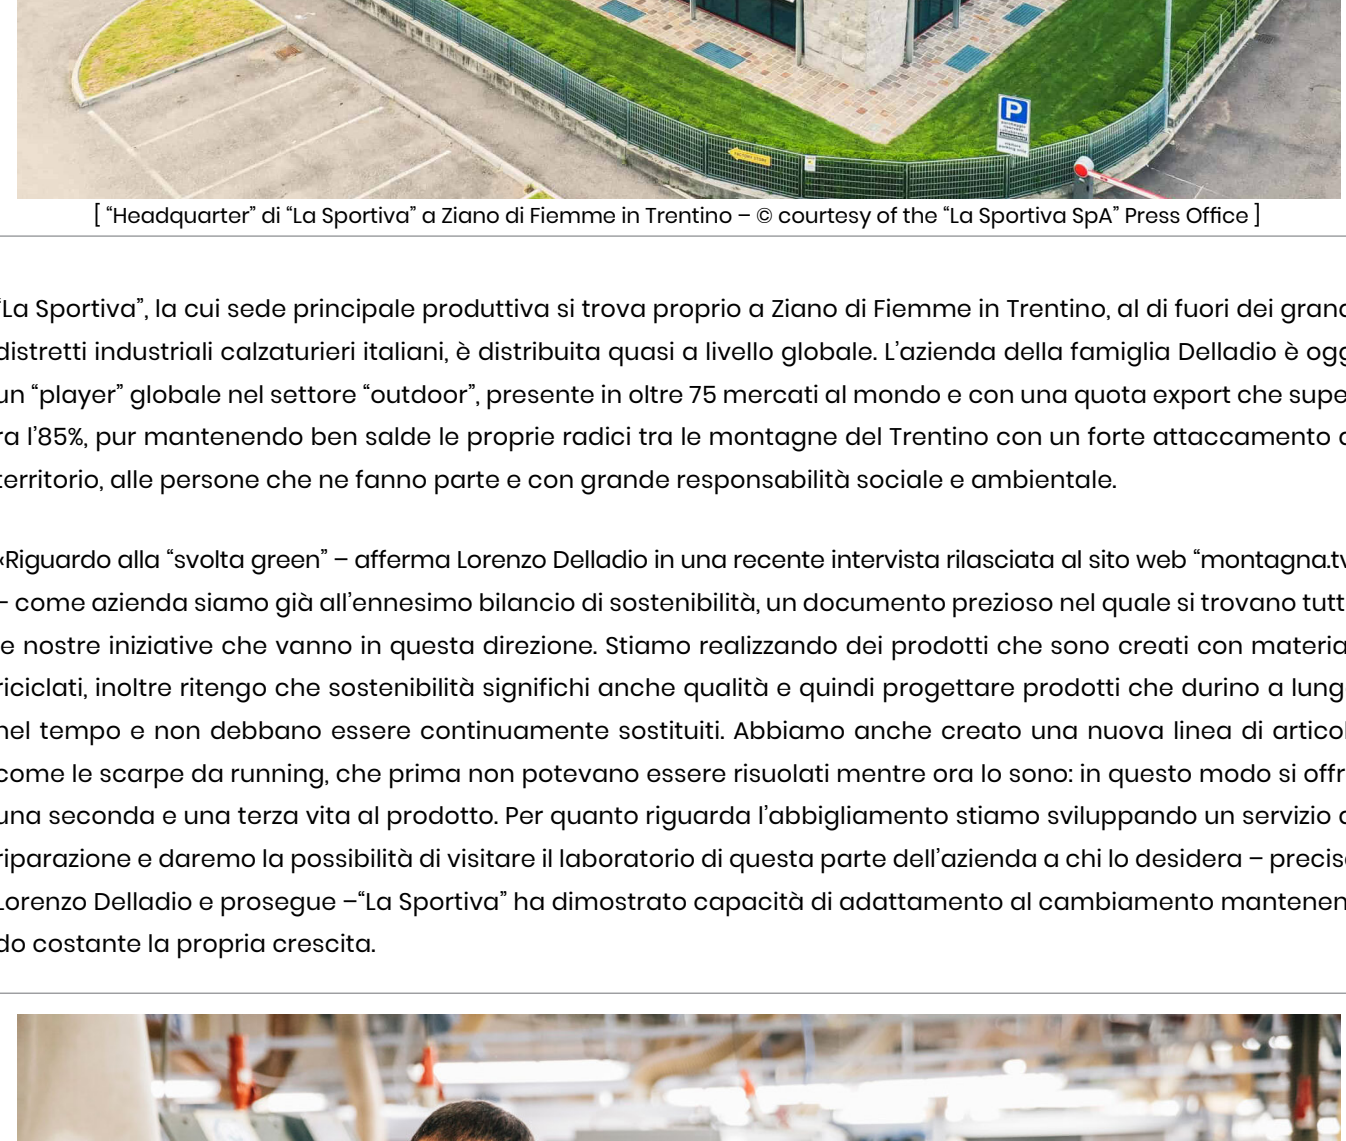 P
[ “Headquarter” di “La Sportiva” a Ziano di Fiemme in Trentino – © courtesy of the “La Sportiva SpA” Press Office ]
“La Sportiva”, la cui sede principale produttiva si trova proprio a Ziano di Fiemme in Trentino, al di fuori dei grand
distretti industriali calzaturieri italiani, è distribuita quasi a livello globale. L’azienda della famiglia Delladio è ogg
un “player” globale nel settore “outdoor”, presente in oltre 75 mercati al mondo e con una quota export che supe
ra l’85%, pur mantenendo ben salde le proprie radici tra le montagne del Trentino con un forte attaccamento a
territorio, alle persone che ne fanno parte e con grande responsabilità sociale e ambientale.
«Riguardo alla “svolta green” – afferma Lorenzo Delladio in una recente intervista rilasciata al sito web “montagna.tv
– come azienda siamo già all’ennesimo bilancio di sostenibilità, un documento prezioso nel quale si trovano tutt
le nostre iniziative che vanno in questa direzione. Stiamo realizzando dei prodotti che sono creati con materia
riciclati, inoltre ritengo che sostenibilità significhi anche qualità e quindi progettare prodotti che durino a lung
nel tempo e non debbano essere continuamente sostituiti. Abbiamo anche creato una nuova linea di articol
come le scarpe da running, che prima non potevano essere risuolati mentre ora lo sono: in questo modo si offr
una seconda e una terza vita al prodotto. Per quanto riguarda l’abbigliamento stiamo sviluppando un servizio d
riparazione e daremo la possibilità di visitare il laboratorio di questa parte dell’azienda a chi lo desidera – precis
Lorenzo Delladio e prosegue –“La Sportiva” ha dimostrato capacità di adattamento al cambiamento mantenen
do costante la propria crescita.